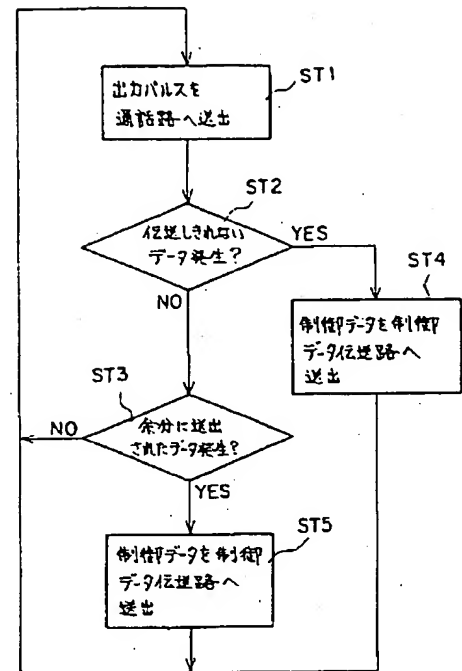 ST1
出力パルスを
通話路へ送出
ST2
伝送しきれない
データ発生?
YES
NO
ST4
制御データを制御
データ伝送路へ
送出
ST3
余分に送出
されたデータ発生?
NO
YES
ST5
制御データを制御
データ伝送路へ
送出